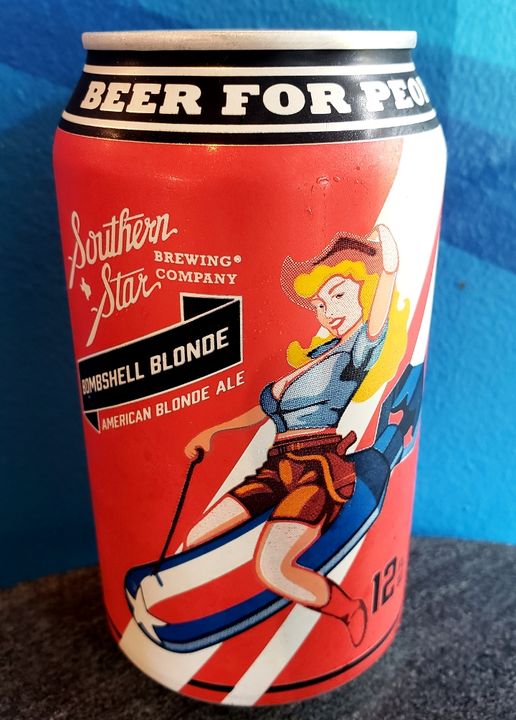 BEER FOR PEO
Southern
Star
BREWING®
COMPANY
BOMBSHELL BLONDE
AMERICAN BLONDE ALE
12